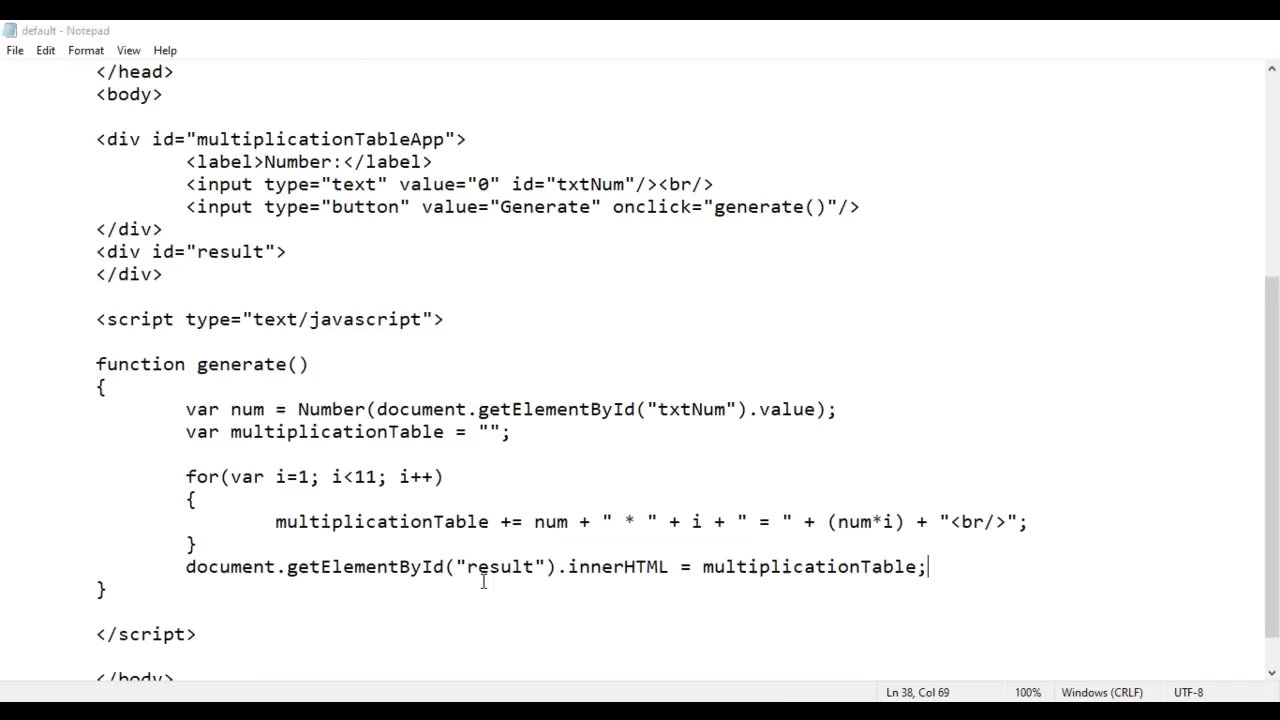 default - Notepad
File Edit Format View Help
</head>
<body>
<div id="multiplicationTableApp">
<label>Number:</label>
<input type="text" value="0" id="txtNum"/><br/>
<input type="button" value="Generate" onclick="generate()"/>
</div>
<div id="result">
</div>
<script type="text/javascript">
function generate()
{
var num = Number(document.getElementById("txtNum").value);
var multiplicationTable = "";
for(var i=1; i<11; i++)
{
multiplicationTable += num + " * " + i + " = " + (num*i) + "<br/>";
}
document.getElementById("result").innerHTML = multiplicationTable;
}
</script>
</body>
Ln 38, Col 69 100% Windows (CRLF) UTF-8